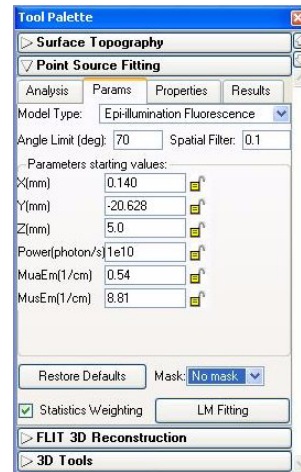 Tool Palette
Surface Topography
Point Source Fitting
Analysis Params Properties Results
Model Type: Epi-illumination Fluorescence
Angle Limit (deg): 70 Spatial Filter: 0.1
Parameters starting values:
X(mm) 0.140
Y(mm) -20.628
Z(mm) 5.0
Power(photon/s) 1e10
MuaEm(1/cm) 0.54
MusEm(1/cm) 8.81
Restore Defaults Mask: No mask
Statistics Weighting LM Fitting
FLIT 3D Reconstruction
3D Tools